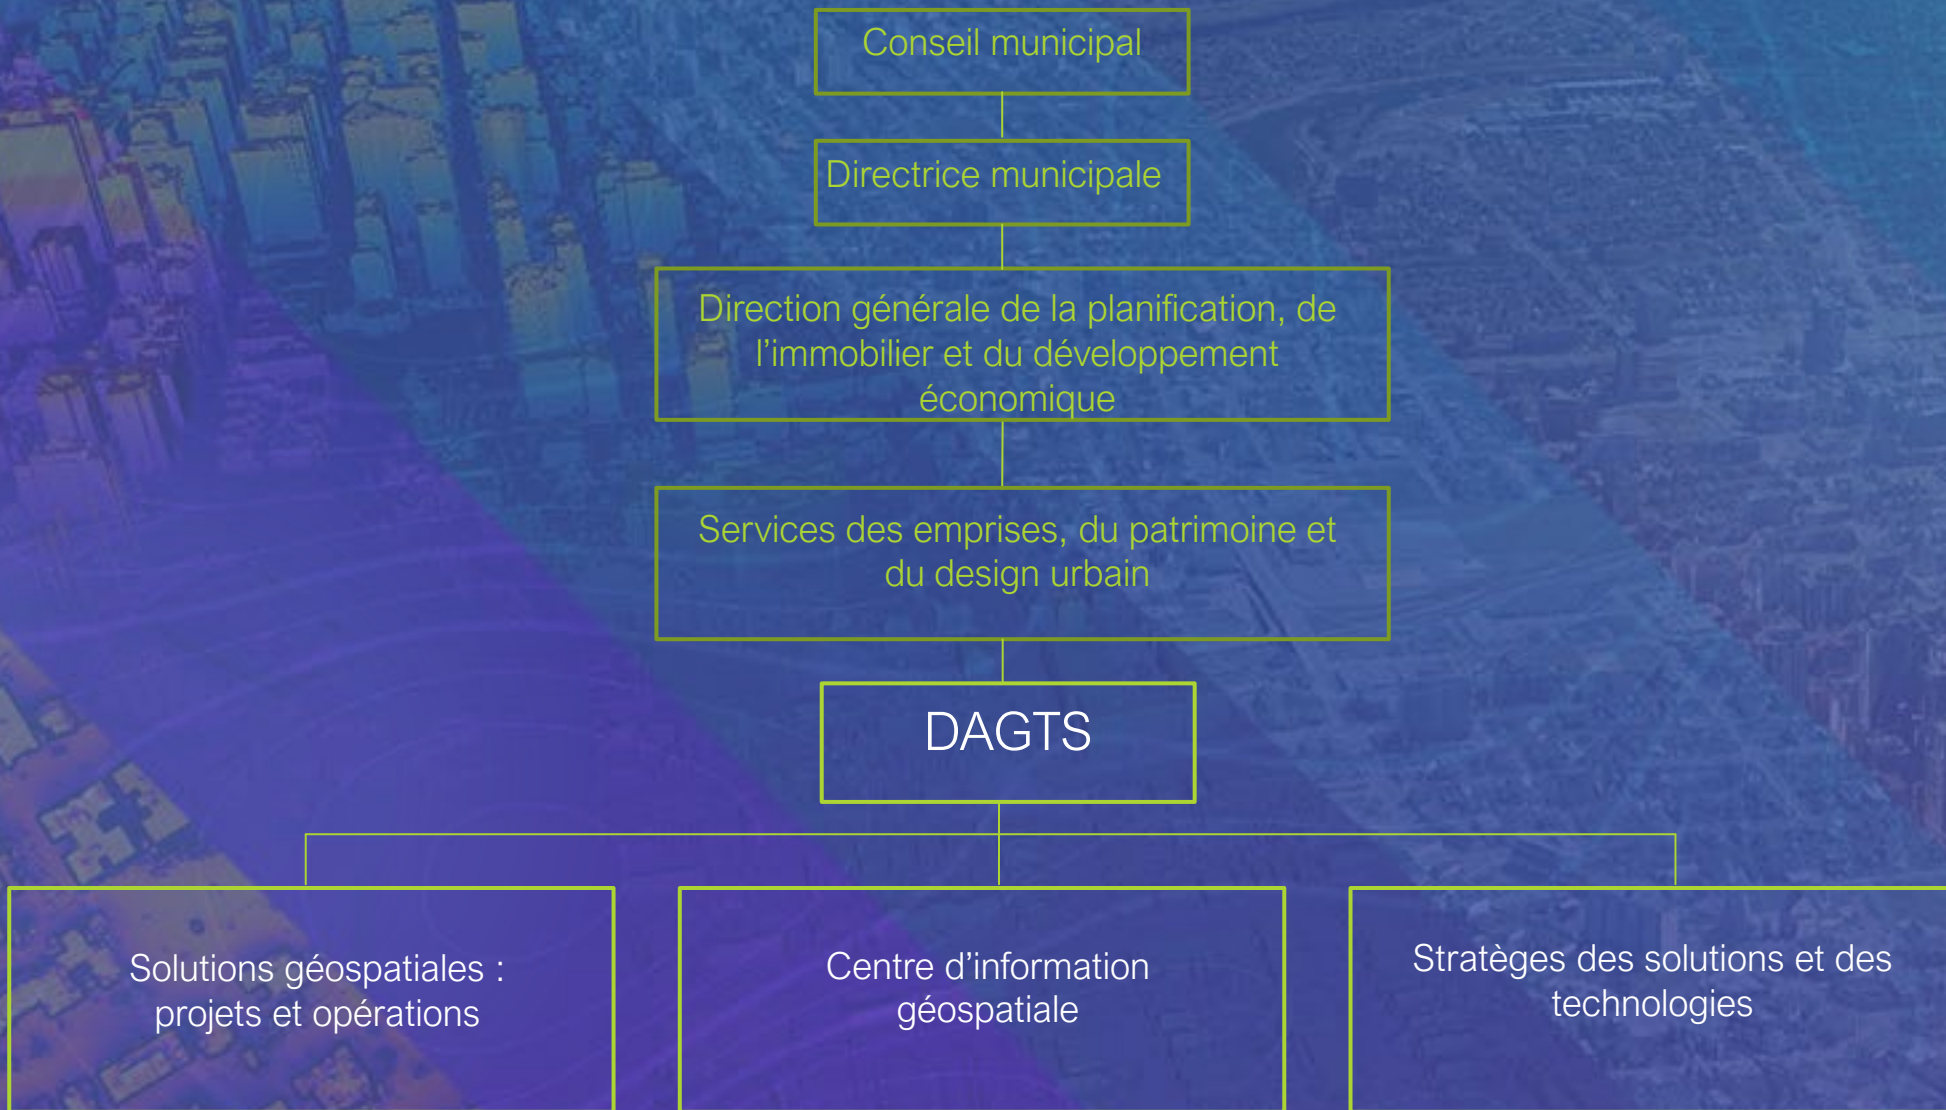 Conseil municipal
Directrice municipale
Direction générale de la planification, de
l’immobilier et du développement
économique
Services des emprises, du patrimoine et
du design urbain
DAGTS
Solutions géospatiales :
projets et opérations
Centre d’information
géospatiale
Stratèges des solutions et des
technologies